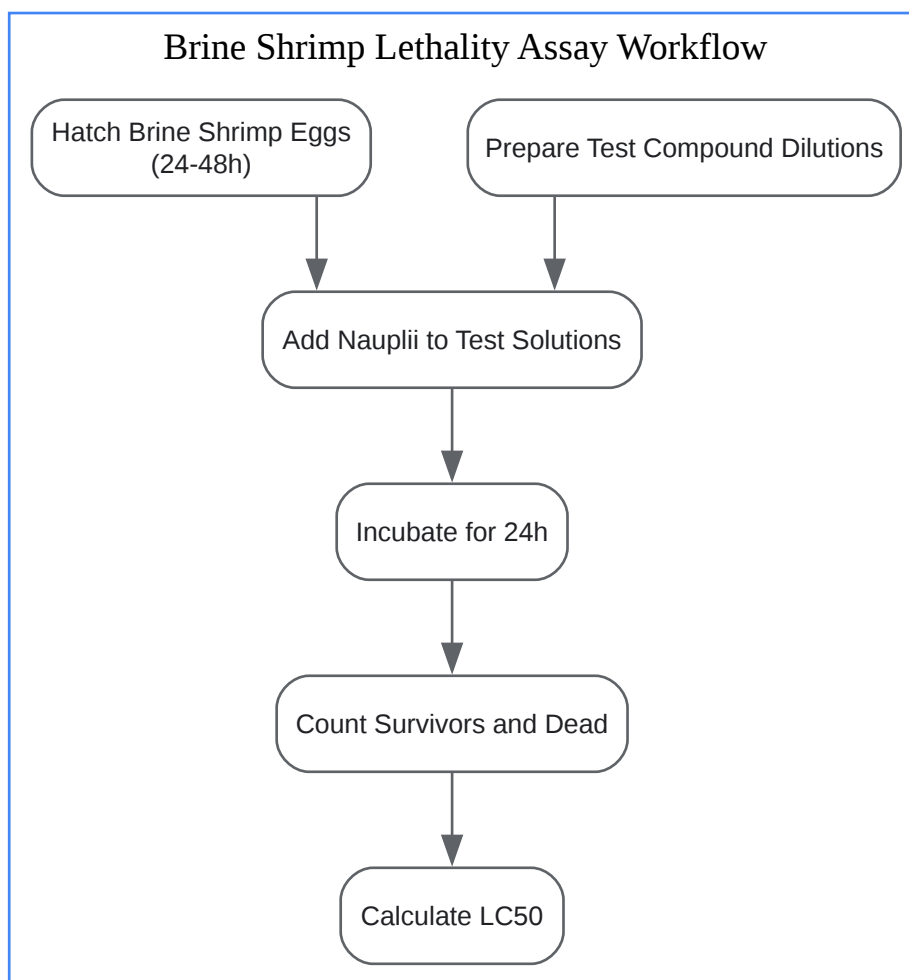 Brine Shrimp Lethality Assay Workflow
Hatch Brine Shrimp Eggs
(24-48h)
Prepare Test Compound Dilutions
Add Nauplii to Test Solutions
Incubate for 24h
Count Survivors and Dead
Calculate LC50